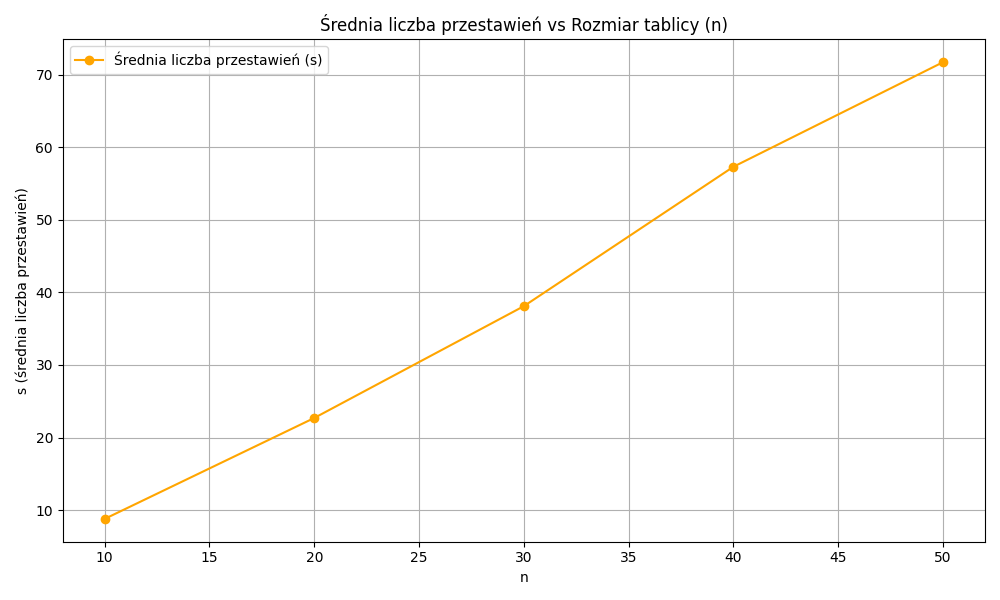 Średnia liczba przestawień vs Rozmiar tablicy (n)
Średnia liczba przestawień (s)
s (średnia liczba przestawień)
70
60
50
40
30
20
10
10 15 20 25 30 35 40 45 50
n